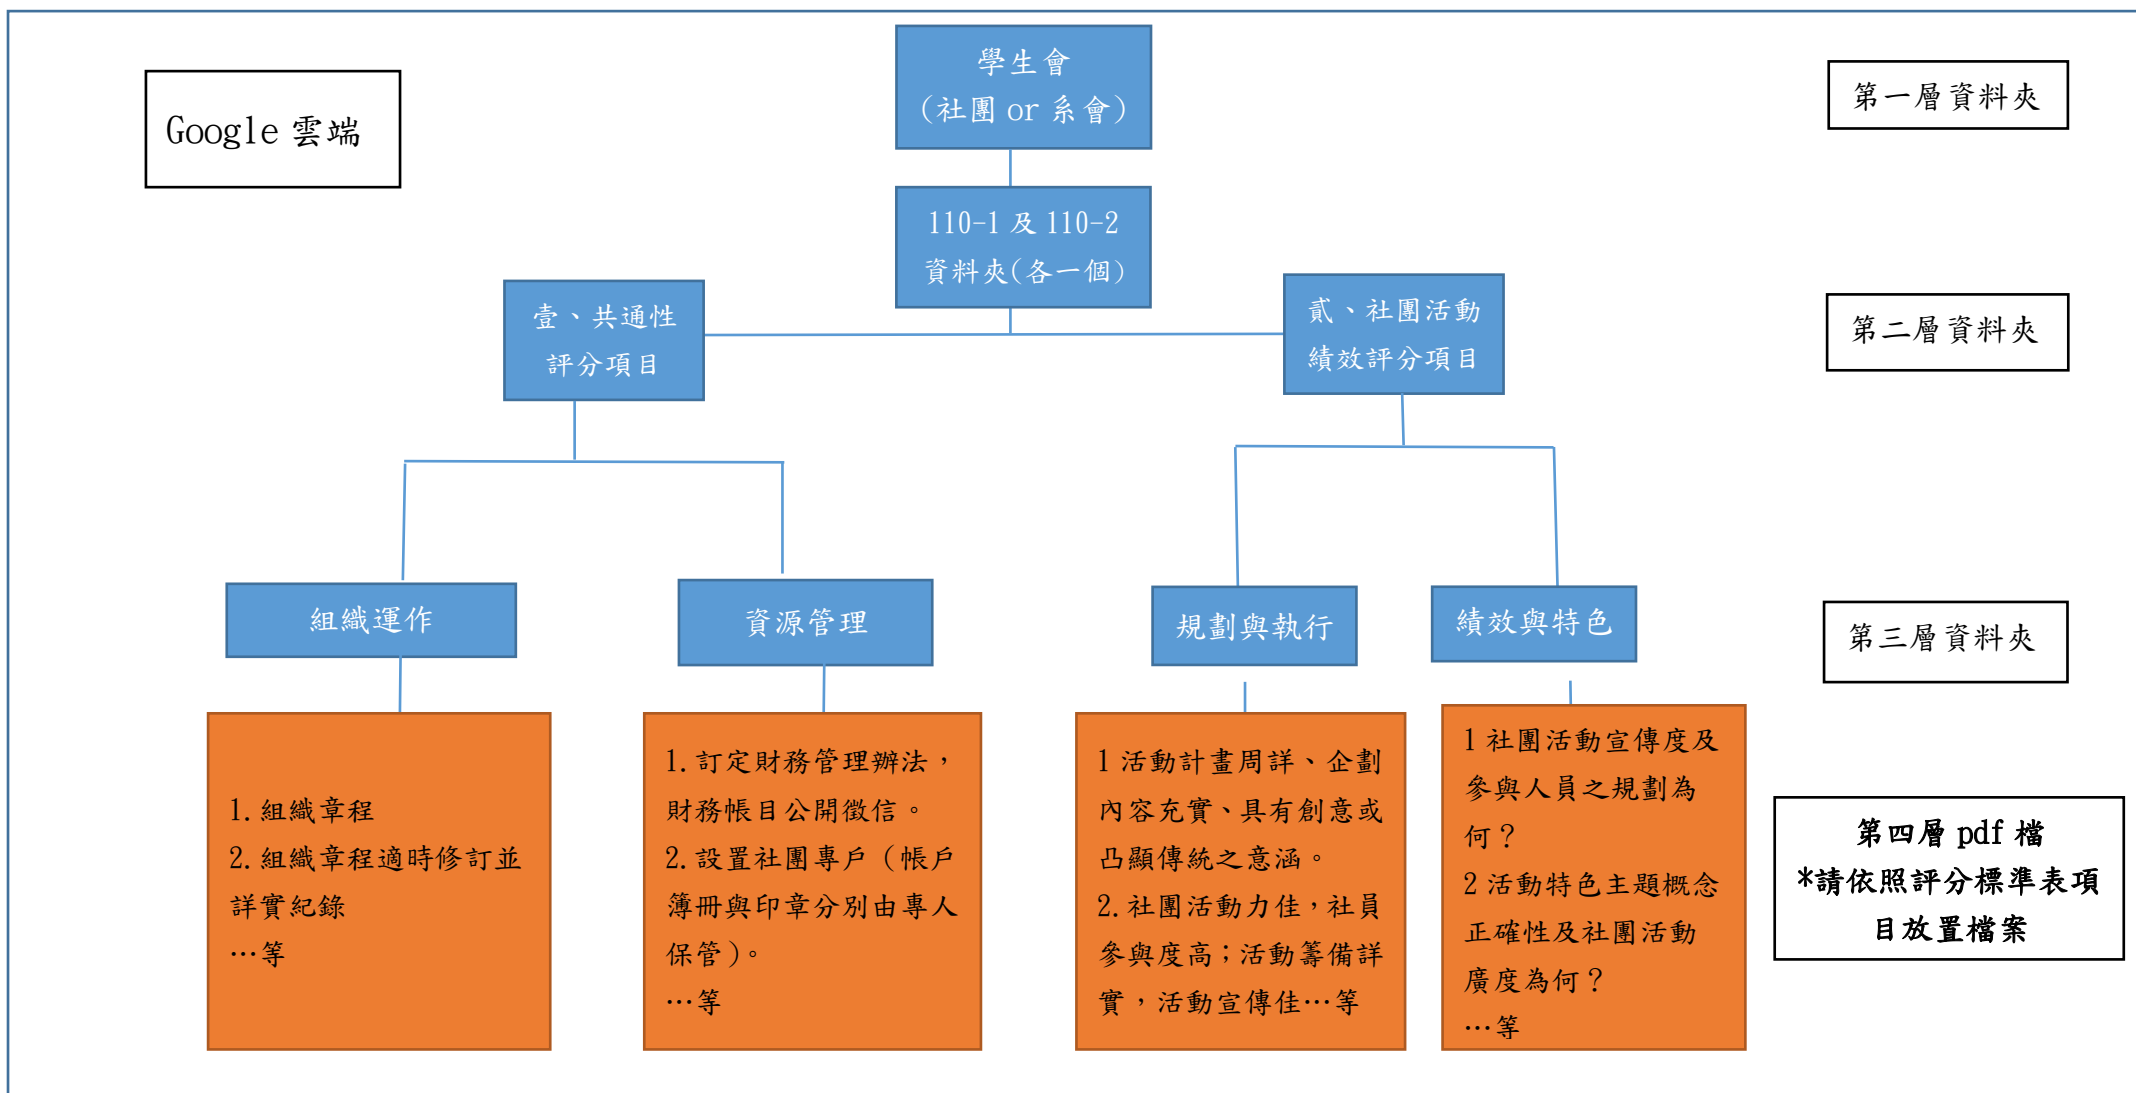 學生會
(社團 or 系會)
第一層資料夾
Google 雲端
110-1 及 110-2
資料夾(各一個)
壹、共通性
評分項目
貳、社團活動
績效評分項目
第二層資料夾
組織運作
資源管理
規劃與執行
績效與特色
第三層資料夾
1.組織章程
2.組織章程適時修訂並
詳實紀錄
…等
1.訂定財務管理辦法，
財務帳目公開徵信。
2.設置社團專戶（帳戶
簿冊與印章分別由專人
保管）。
…等
1 活動計畫周詳、企劃
內容充實、具有創意或
凸顯傳統之意涵。
2.社團活動力佳，社員
參與度高；活動籌備詳
實，活動宣傳佳…等
1 社團活動宣傳度及
參與人員之規劃為
何？
2 活動特色主題概念
正確性及社團活動
廣度為何？
…等
第四層 pdf 檔
*請依照評分標準表項
目放置檔案